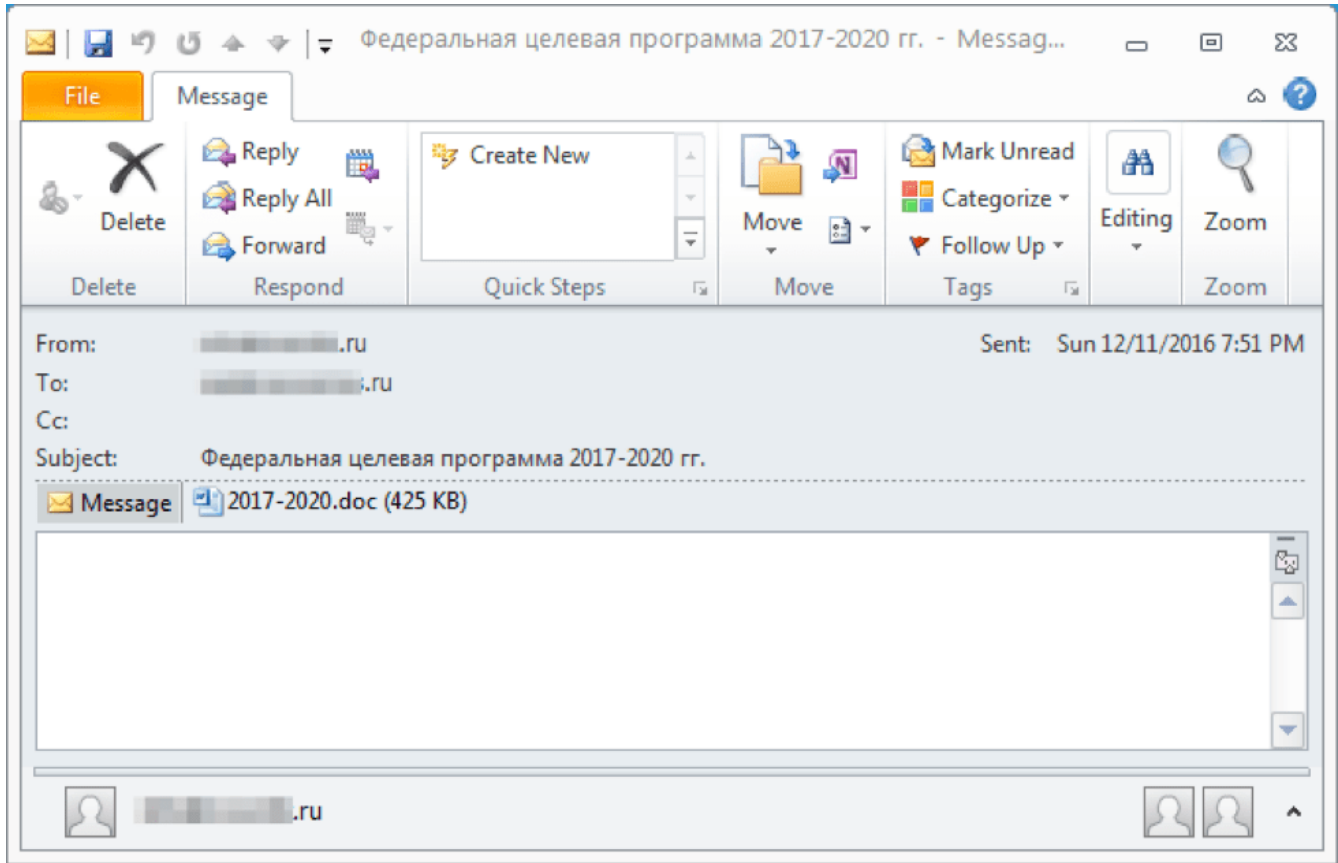 Федеральная целевая программа 2017-2020 гг. - Messag...
File
Message
Delete
Delete
Reply
Reply All
Forward
Respond
Create New
Quick Steps
Move
Move
Mark Unread
Categorize
Follow Up
Tags
Editing
Zoom
Zoom
From: .ru
Sent: Sun 12/11/2016 7:51 PM
To: .ru
Cc:
Subject: Федеральная целевая программа 2017-2020 гг.
Message 2017-2020.doc (425 KB)
.ru